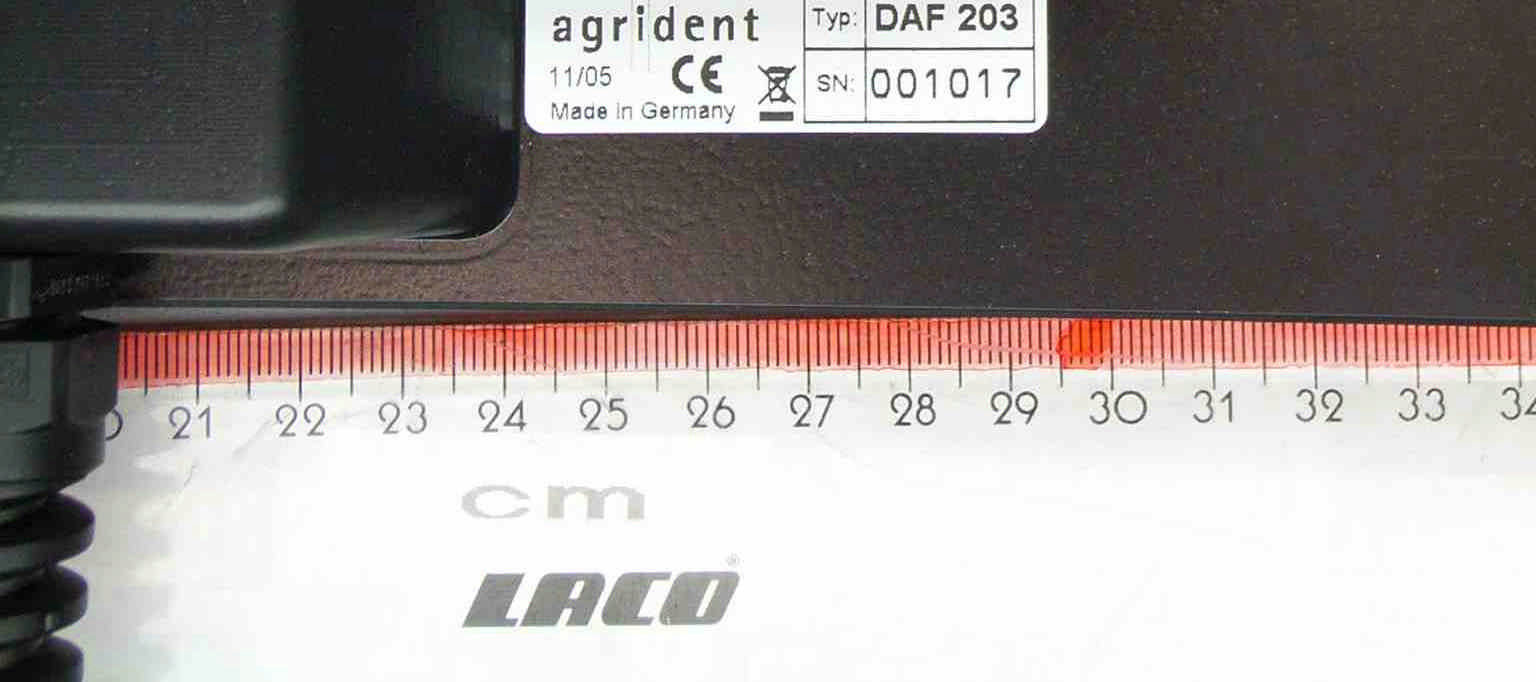 agrident
Typ: DAF 203
11/05 CE
SN: 001017
Made in Germany
21 22 23 24 25 26 27 28 29 30 31 32 33
cm
LACO®